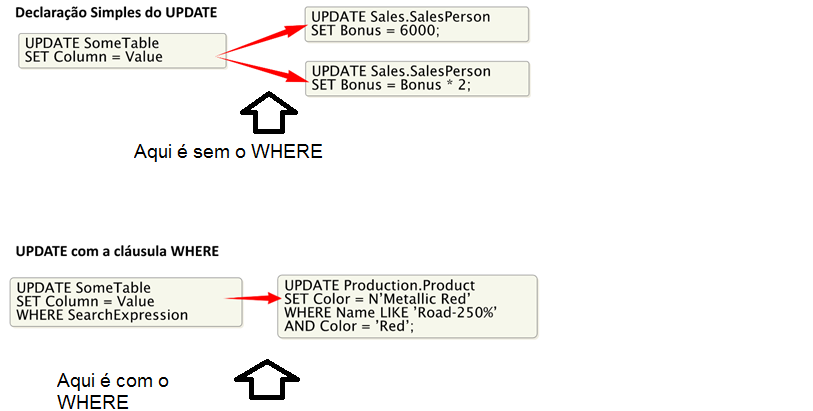 Declaração Simples do UPDATE
UPDATE SomeTable
SET Column = Value
UPDATE Sales.SalesPerson
SET Bonus = 6000;
UPDATE Sales.SalesPerson
SET Bonus = Bonus * 2;
Aqui é sem o WHERE
UPDATE com a cláusula WHERE
UPDATE SomeTable
SET Column = Value
WHERE SearchExpression
UPDATE Production.Product
SET Color = N’Metallic Red’
WHERE Name LIKE 'Road-250%’
AND Color = 'Red’;
Aqui é com o
WHERE